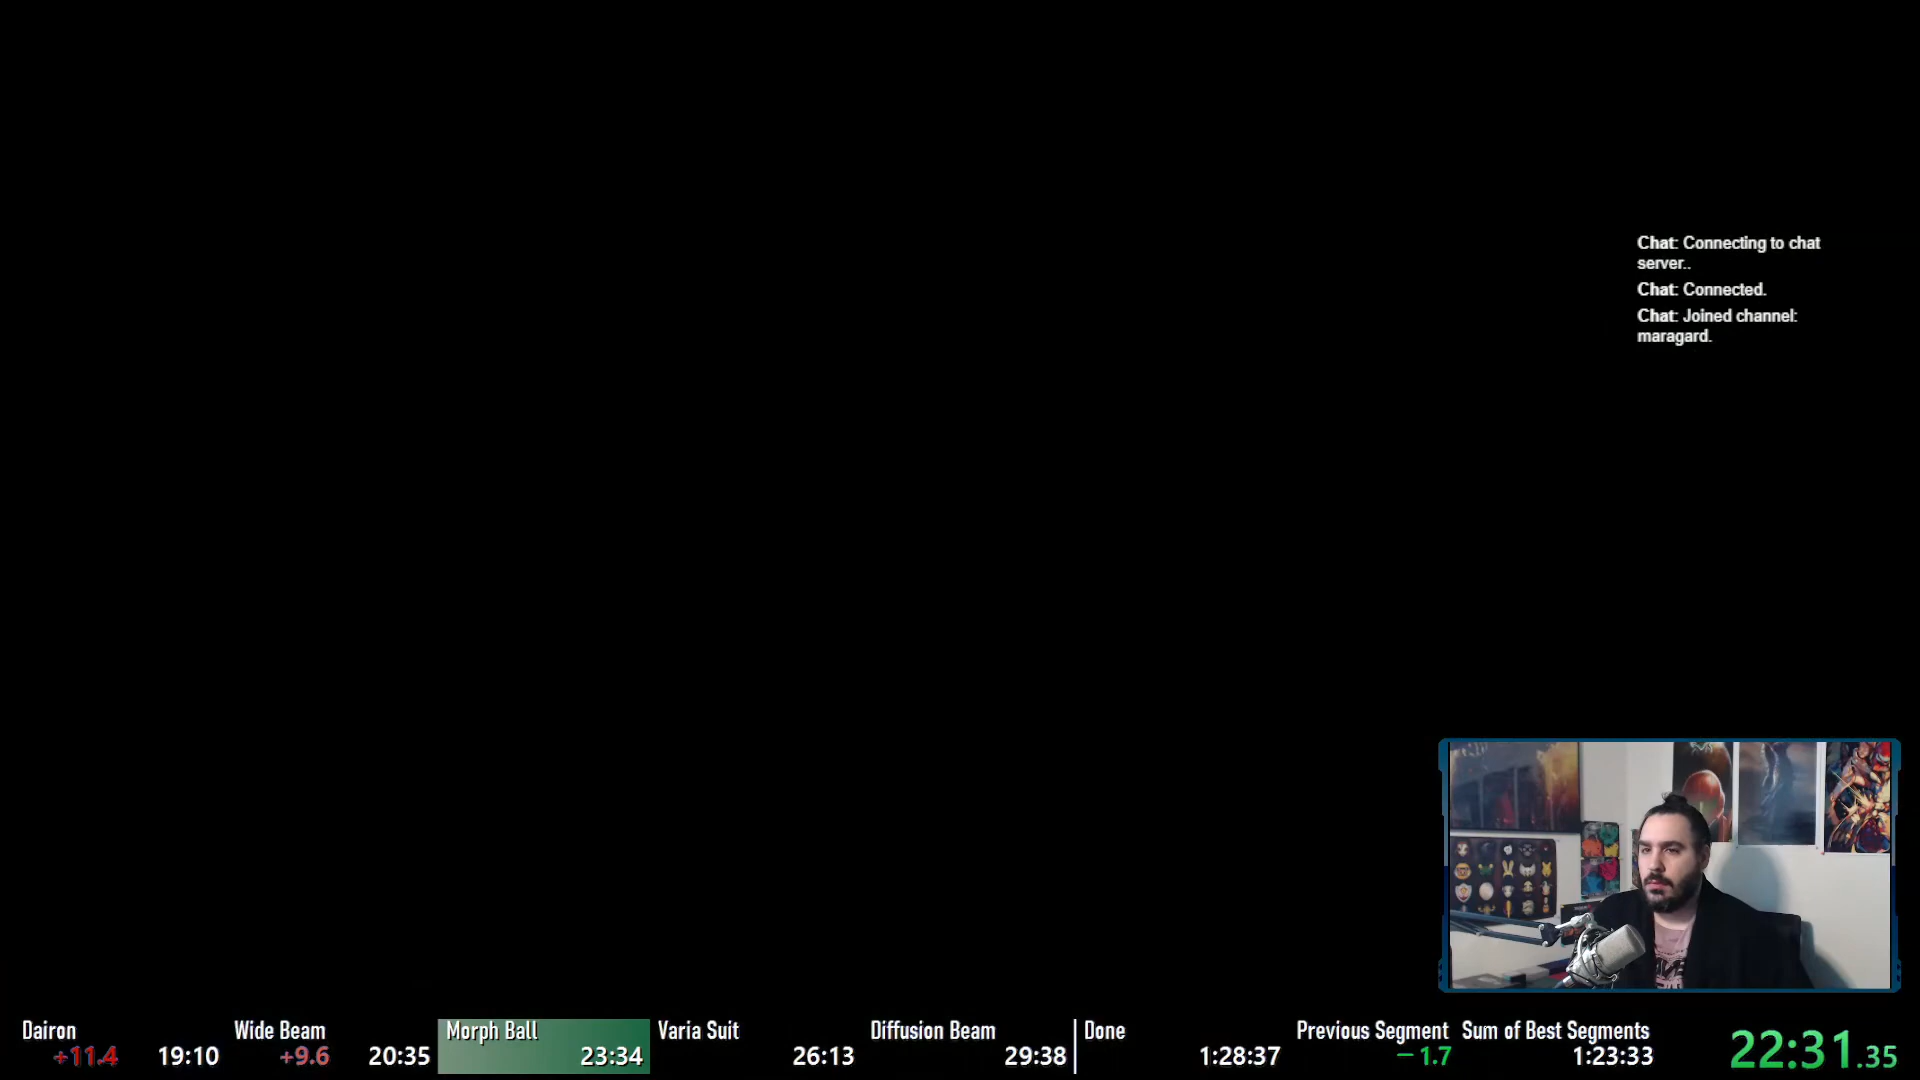 Chat: Connecting to chat
server..
Chat: Connected.
Chat: Joined channel:
maragard.
Dairon
+11.4 19:10
Wide Beam
+9.6 20:35
Morph Ball
23:34
Varia Suit
26:13
Diffusion Beam
29:38
Done
1:28:37
Previous Segment
−1.7
Sum of Best Segments
1:23:33
22:31.35